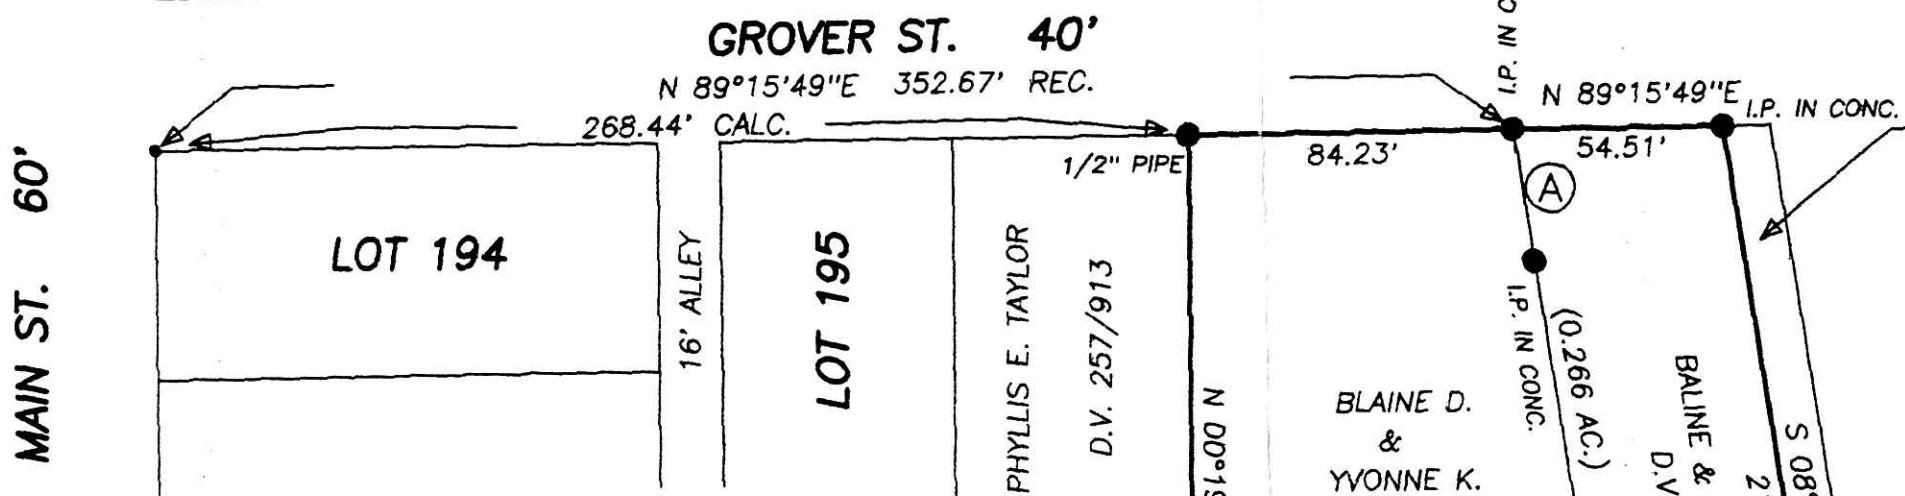 GROVER ST. 40'
N 89°15'49"E 352.67' REC.
268.44' CALC.
I.P. IN C
N 89°15'49"E
I.P. IN CONC.
1/2" PIPE
84.23'
54.51'
A
MAIN ST. 60'
LOT 194
16' ALLEY
LOT 195
PHYLLIS E. TAYLOR
D.V. 257/913
N 00°19
BLAINE D.
&
YVONNE K.
I.P. IN CONC.
(0.266 AC.)
BALINE &
D.V
S 08°
2